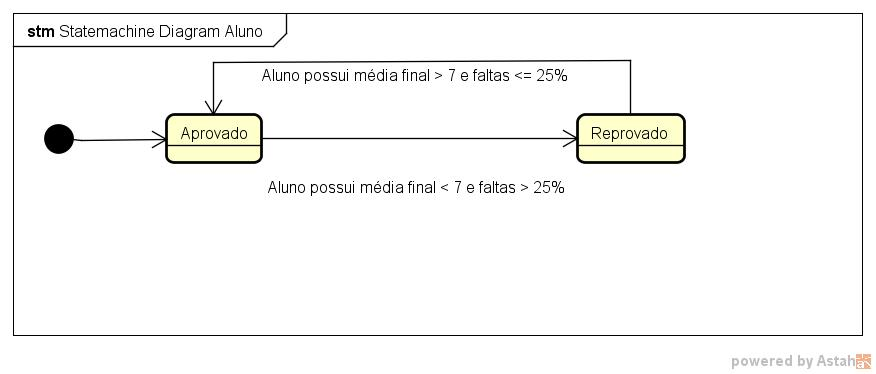 stm Statemachine Diagram Aluno
Aluno possui média final > 7 e faltas <= 25%
Aprovado
Reprovado
Aluno possui média final < 7 e faltas > 25%
powered by Astah